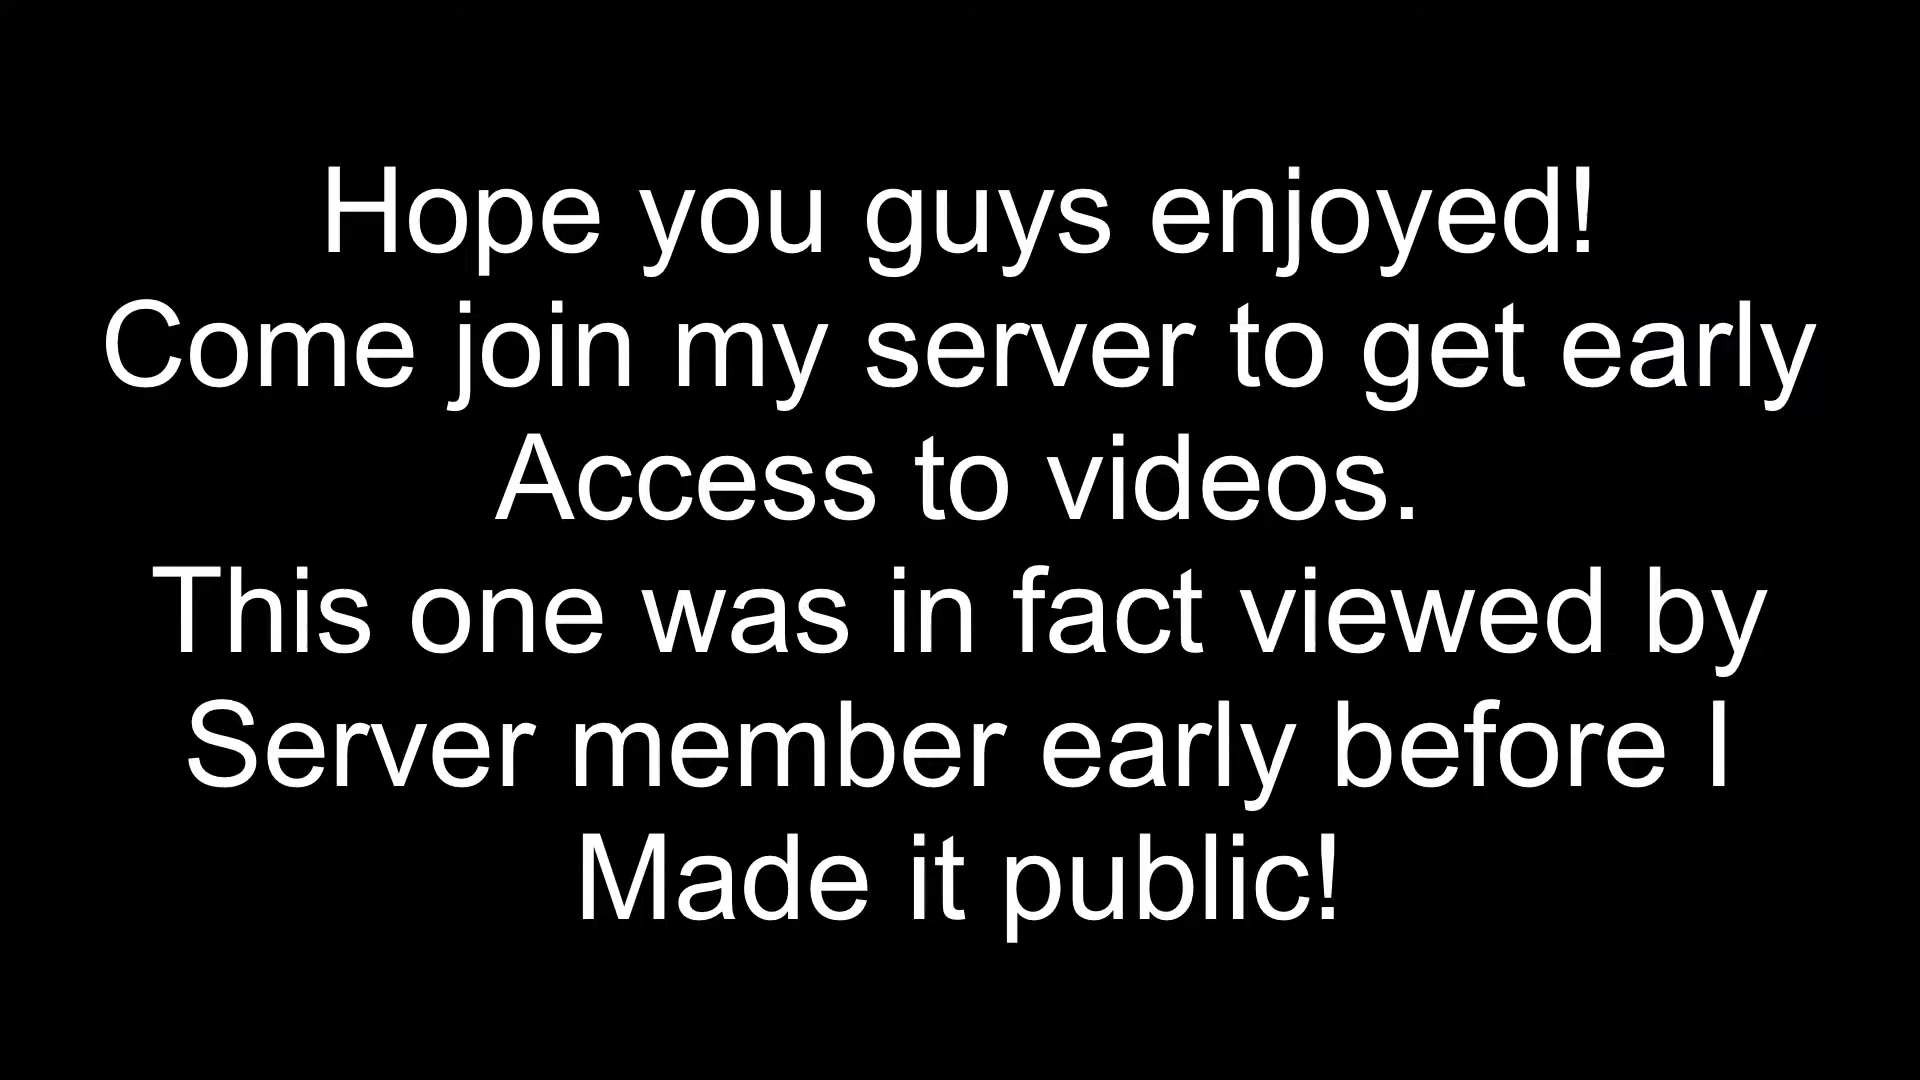 Hope you guys enjoyed!
Come join my server to get early
Access to videos.
This one was in fact viewed by
Server member early before I
Made it public!